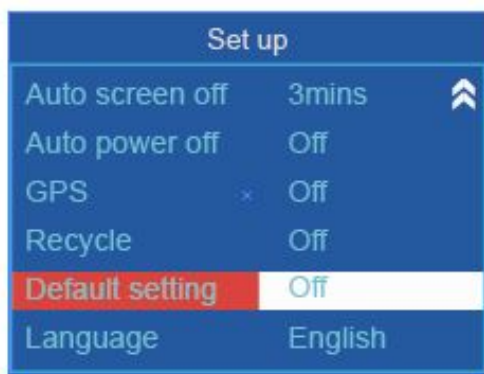 Set up
Auto screen off 3mins
Auto power off Off
GPS Off
Recycle Off
Default setting Off
Language English